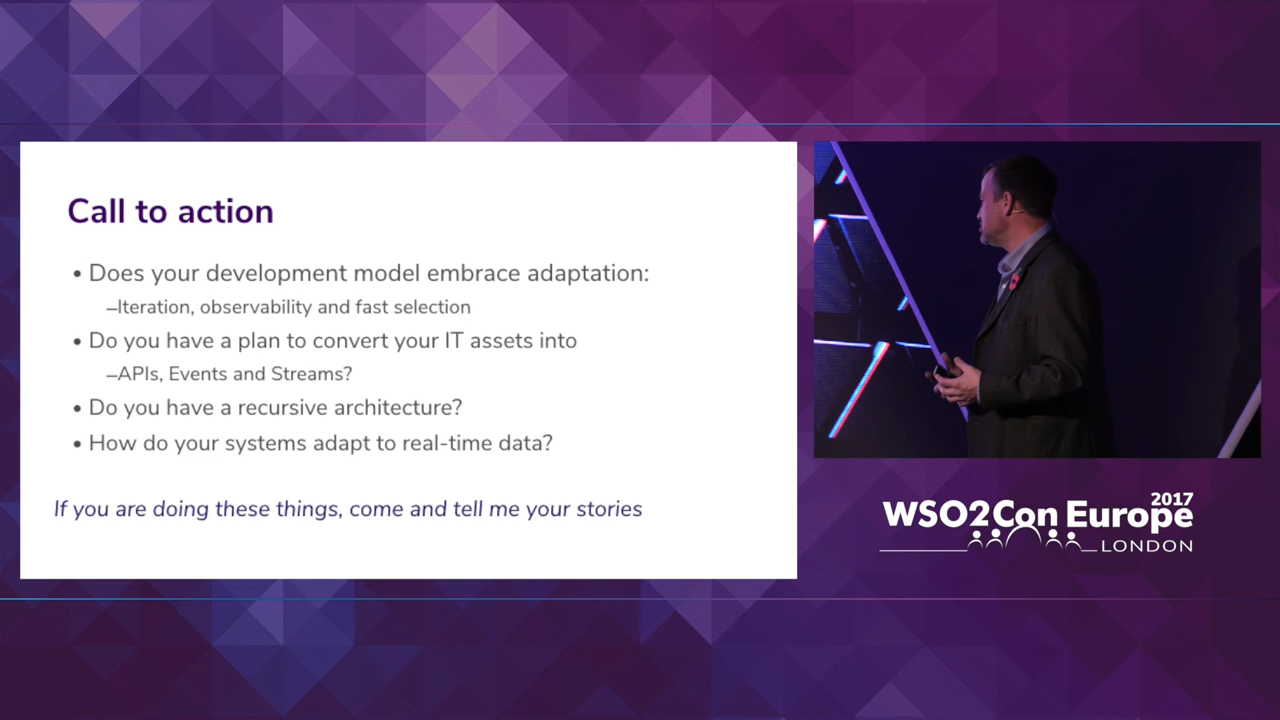 Call to action
• Does your development model embrace adaptation:
–Iteration, observability and fast selection
• Do you have a plan to convert your IT assets into
–APIs, Events and Streams?
• Do you have a recursive architecture?
• How do your systems adapt to real-time data?
If you are doing these things, come and tell me your stories
2017
WSO2Con Europe
LONDON